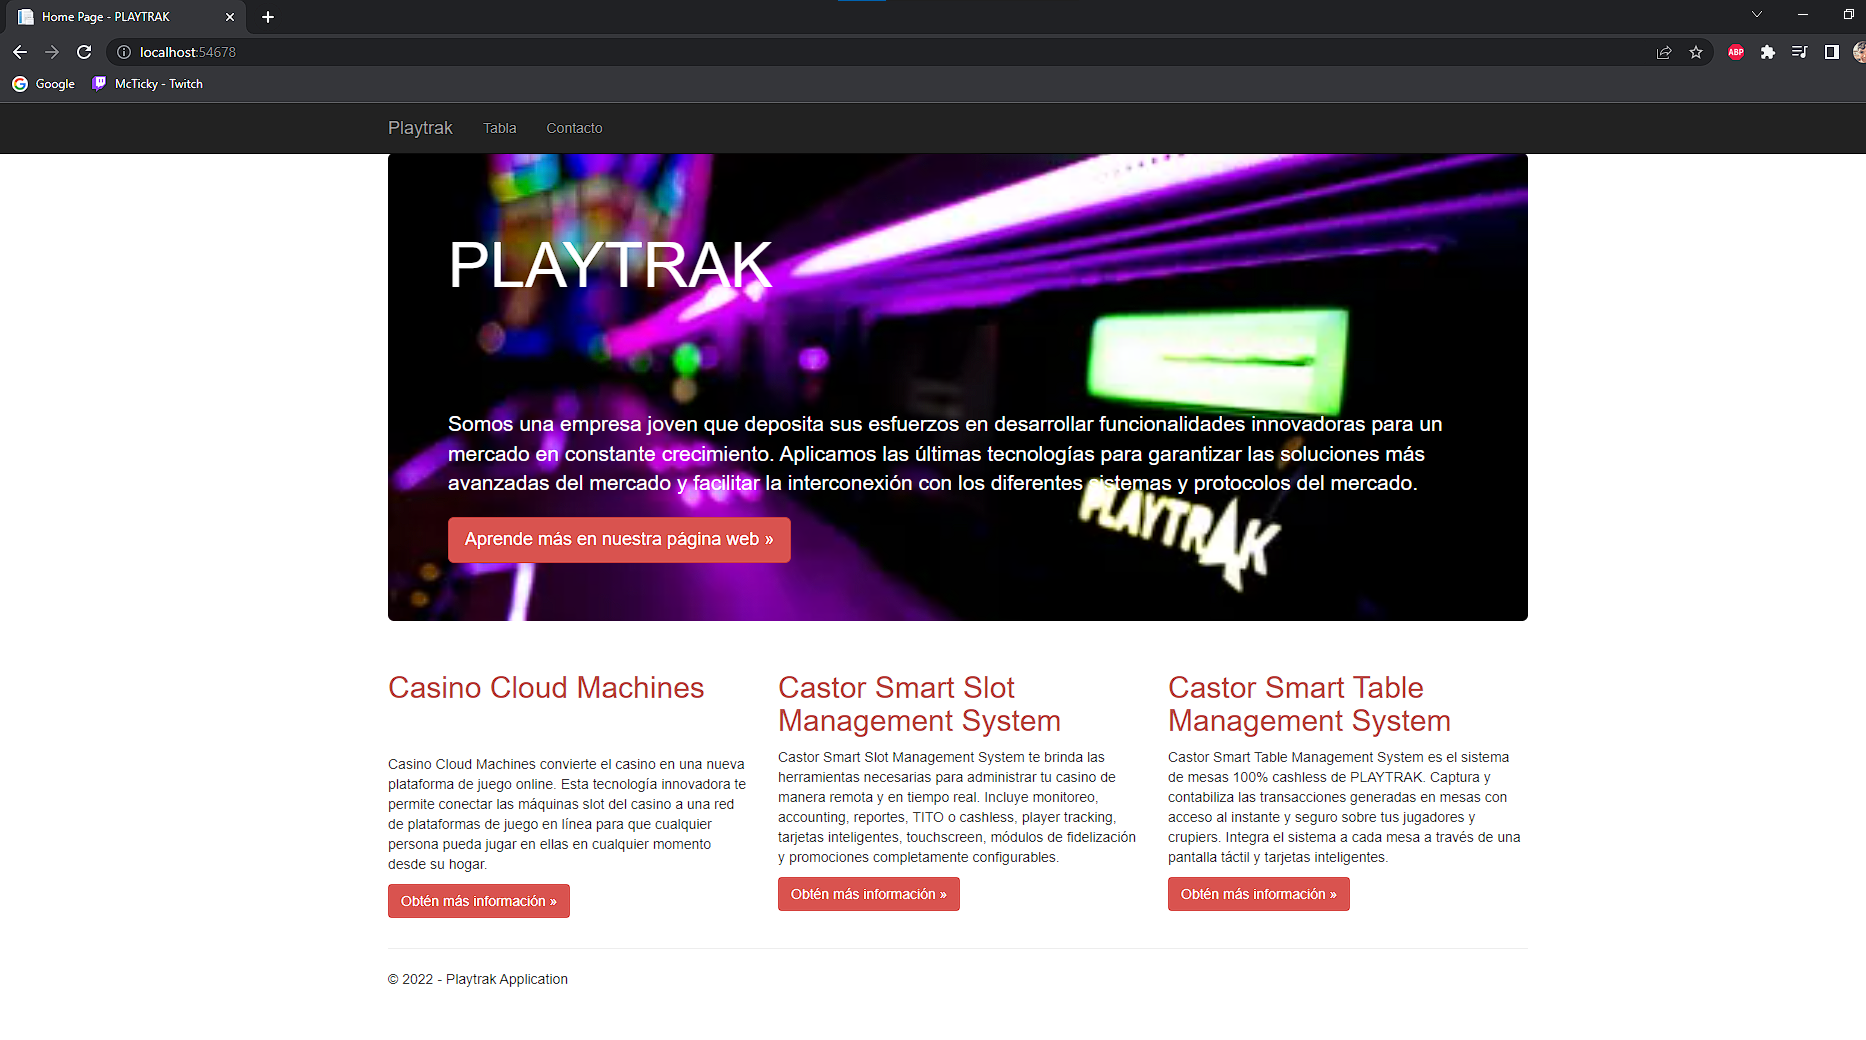 Home Page - PLAYTRAK
localhost:54678
ABP
Google
McTicky - Twitch
Playtrak
Tabla
Contacto
PLAYTRAK
Somos una empresa joven que deposita sus esfuerzos en desarrollar funcionalidades innovadoras para un
mercado en constante crecimiento. Aplicamos las últimas tecnologías para garantizar las soluciones más
avanzadas del mercado y facilitar la interconexión con los diferentes sistemas y protocolos del mercado.
PLAYTRAK
Aprende más en nuestra página web »
Casino Cloud Machines
Casino Cloud Machines convierte el casino en una nueva
plataforma de juego online. Esta tecnología innovadora te
permite conectar las máquinas slot del casino a una red
de plataformas de juego en línea para que cualquier
persona pueda jugar en ellas en cualquier momento
desde su hogar.
Obtén más información »
Castor Smart Slot
Management System
Castor Smart Slot Management System te brinda las
herramientas necesarias para administrar tu casino de
manera remota y en tiempo real. Incluye monitoreo,
accounting, reportes, TITO o cashless, player tracking,
tarjetas inteligentes, touchscreen, módulos de fidelización
y promociones completamente configurables.
Obtén más información »
Castor Smart Table
Management System
Castor Smart Table Management System es el sistema
de mesas 100% cashless de PLAYTRAK. Captura y
contabiliza las transacciones generadas en mesas con
acceso al instante y seguro sobre tus jugadores y
crupiers. Integra el sistema a cada mesa a través de una
pantalla táctil y tarjetas inteligentes.
Obtén más información »
© 2022 - Playtrak Application